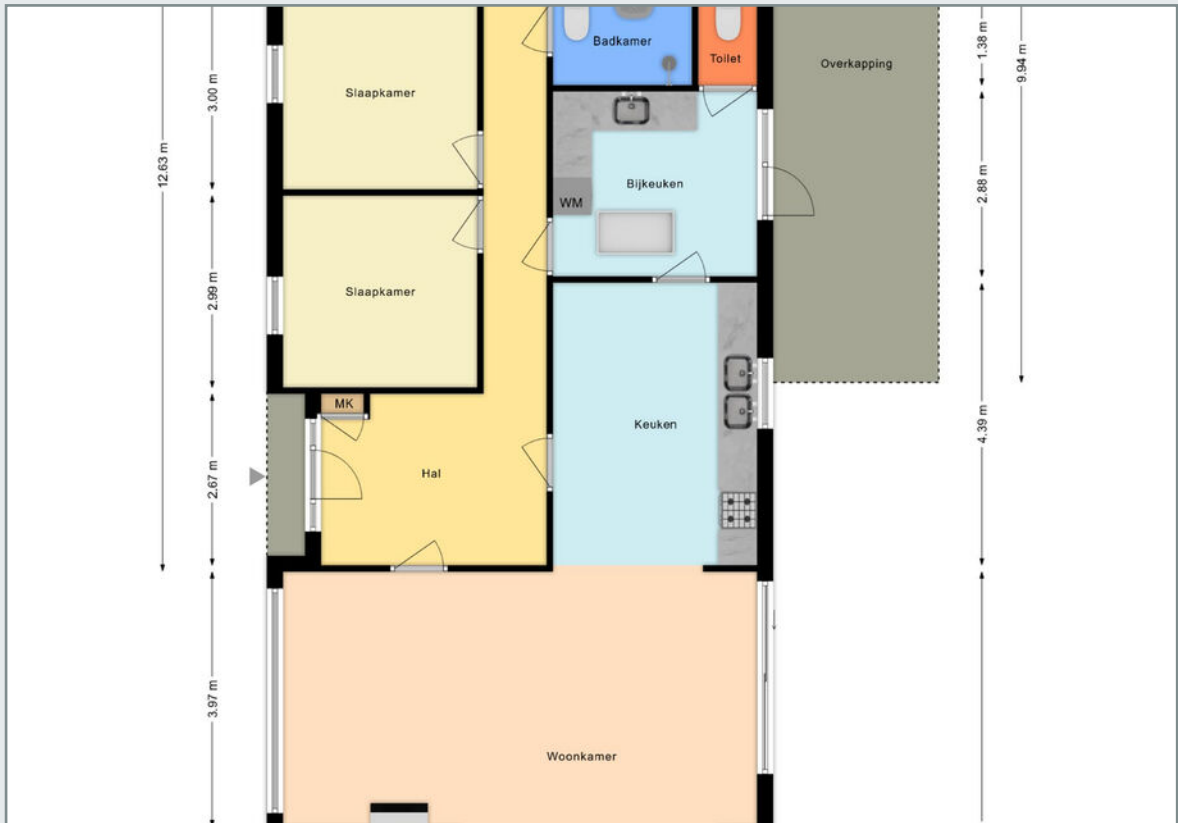 Badkamer
Toilet
Overkapping
1.38 m
9.94 m
Slaapkamer
3.00 m
12.63 m
Bijkeuken
WM
2.88 m
Slaapkamer
2.99 m
MK
Keuken
4.39 m
Hal
2.67 m
3.97 m
Woonkamer